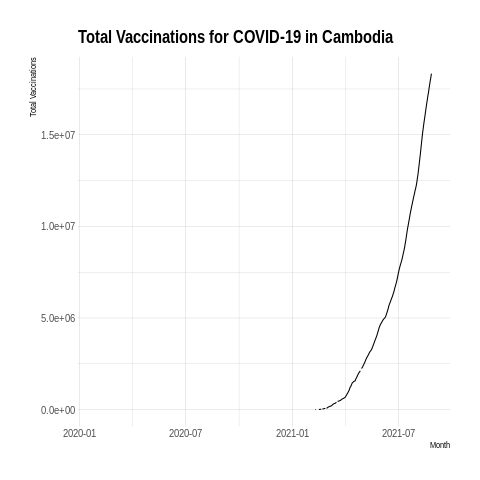 Total Vaccinations for COVID-19 in Cambodia
Total Vaccinations
1.5e+07
1.0e+07
5.0e+06
0.0e+00
2020-01 2020-07 2021-01 2021-07
Month